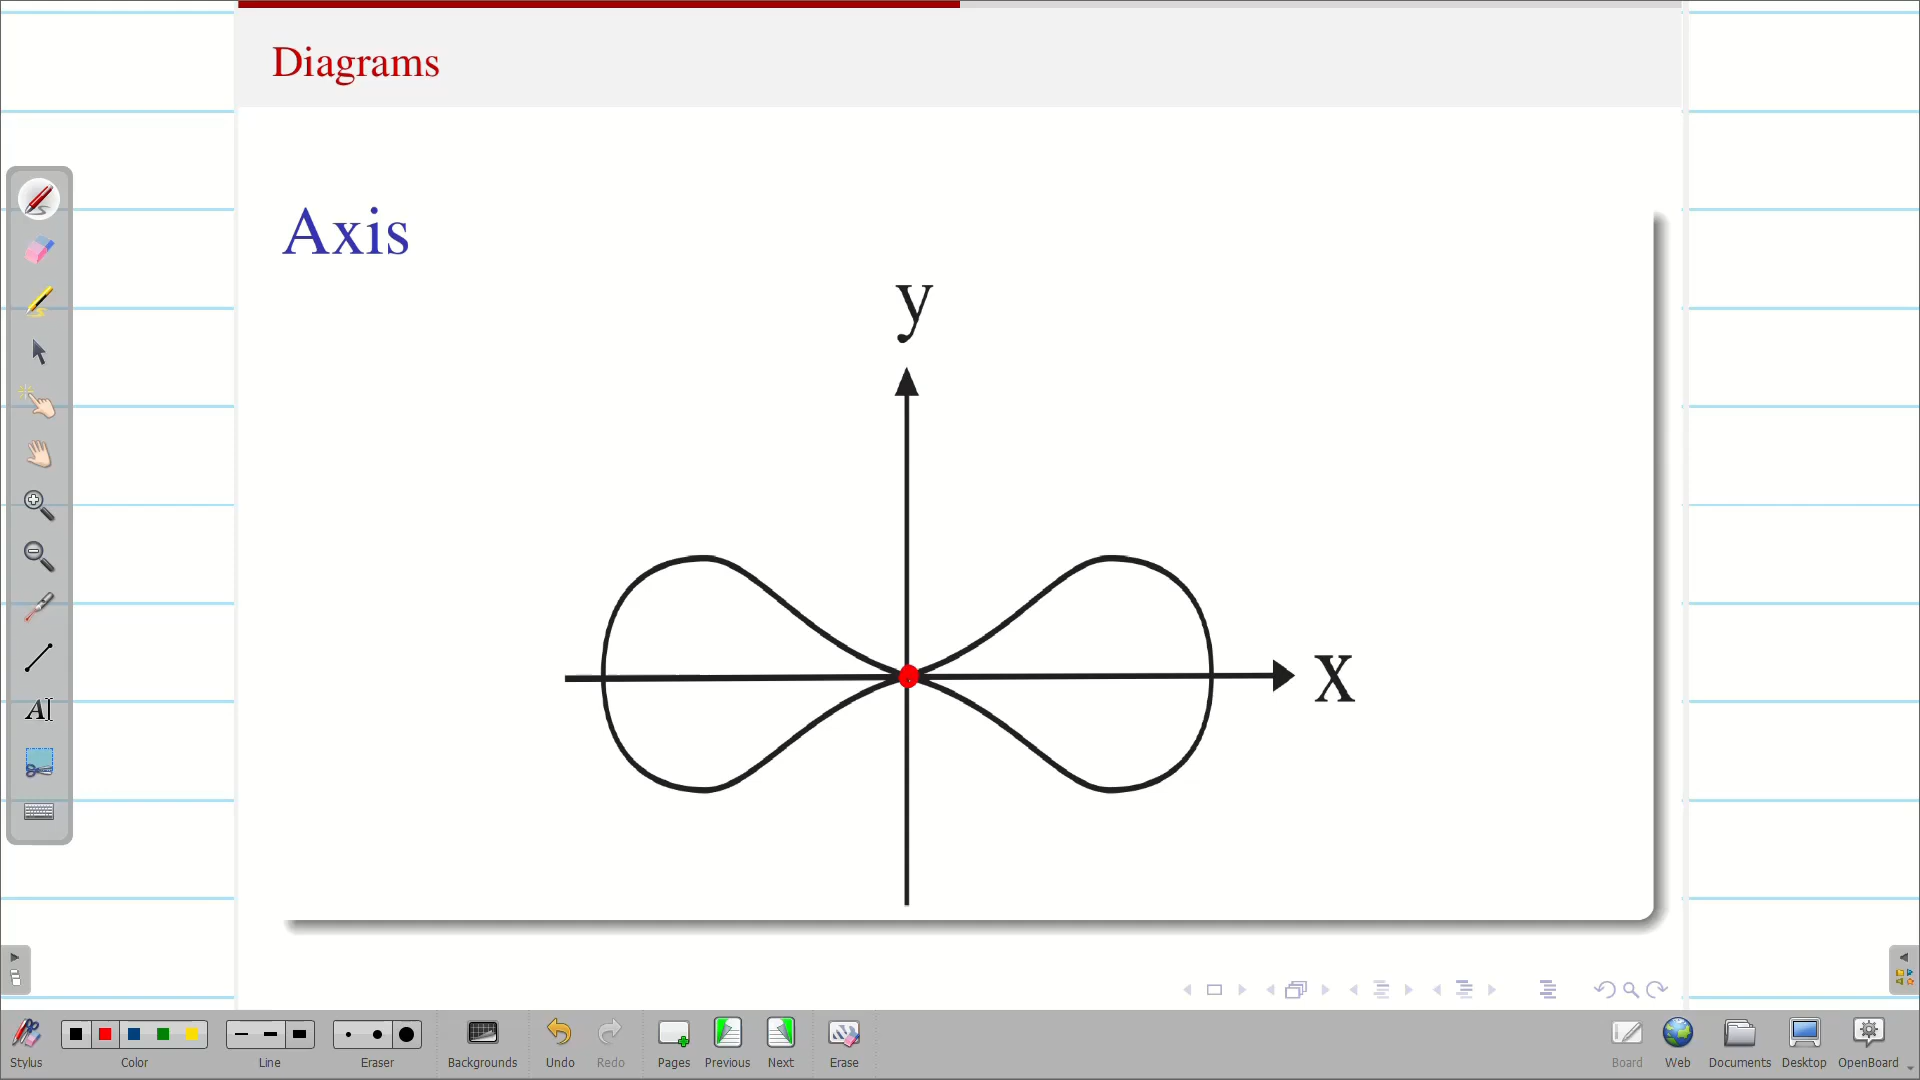 Diagrams
Axis
y
X
Stylus
Color
Line
Eraser
Backgrounds
Undo
Redo
Pages
Previous
Next
Erase
Board
Web
Documents
Desktop
OpenBoard